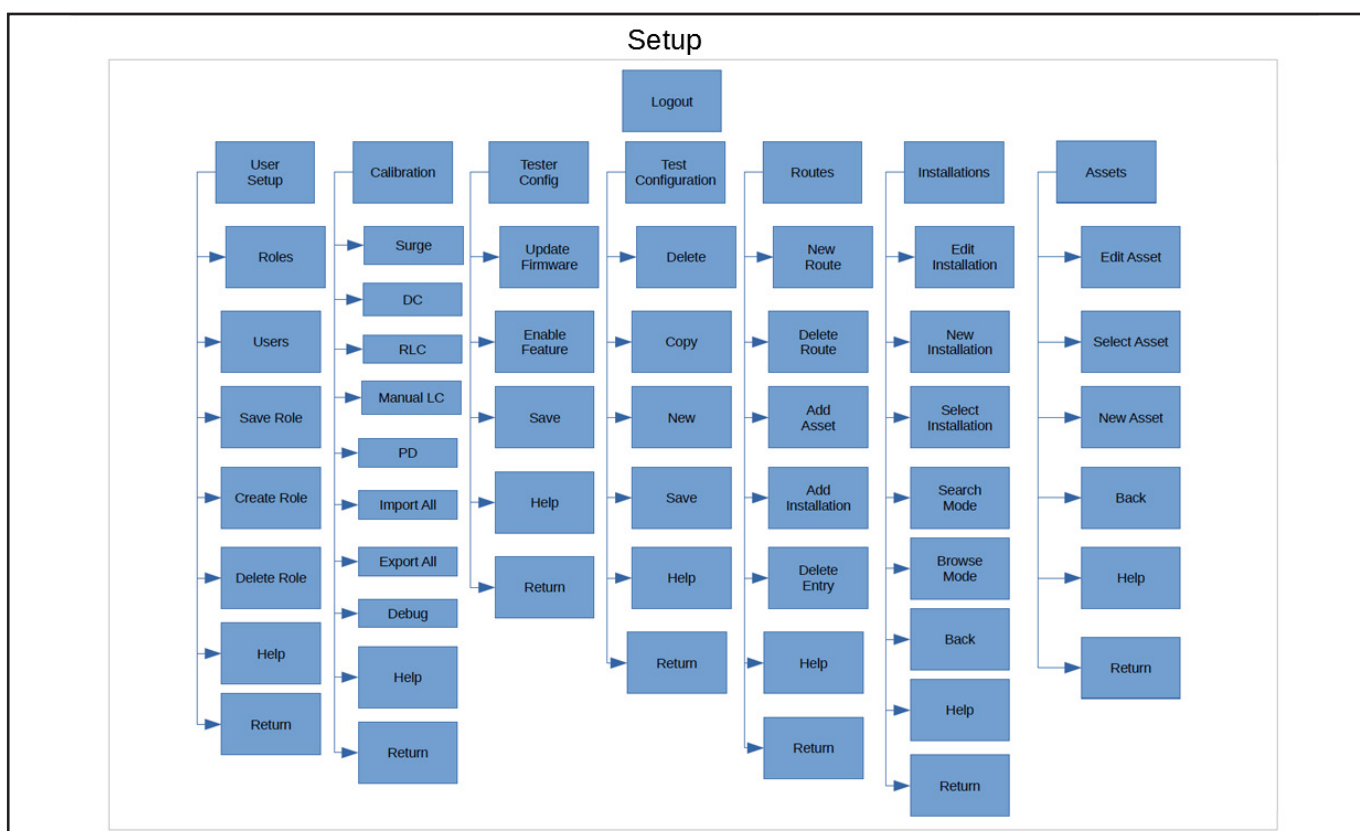 Setup
Logout
User
Setup
Roles
Users
Save Role
Create Role
Delete Role
Help
Return
Calibration
Surge
DC
RLC
Manual LC
PD
Import All
Export All
Debug
Help
Return
Tester
Config
Update
Firmware
Enable
Feature
Save
Help
Return
Test
Configuration
Delete
Copy
New
Save
Help
Return
Routes
New
Route
Delete
Route
Add
Asset
Add
Installation
Delete
Entry
Help
Return
Installations
Edit
Installation
New
Installation
Select
Installation
Search
Mode
Browse
Mode
Back
Help
Return
Assets
Edit Asset
Select Asset
New Asset
Back
Help
Return